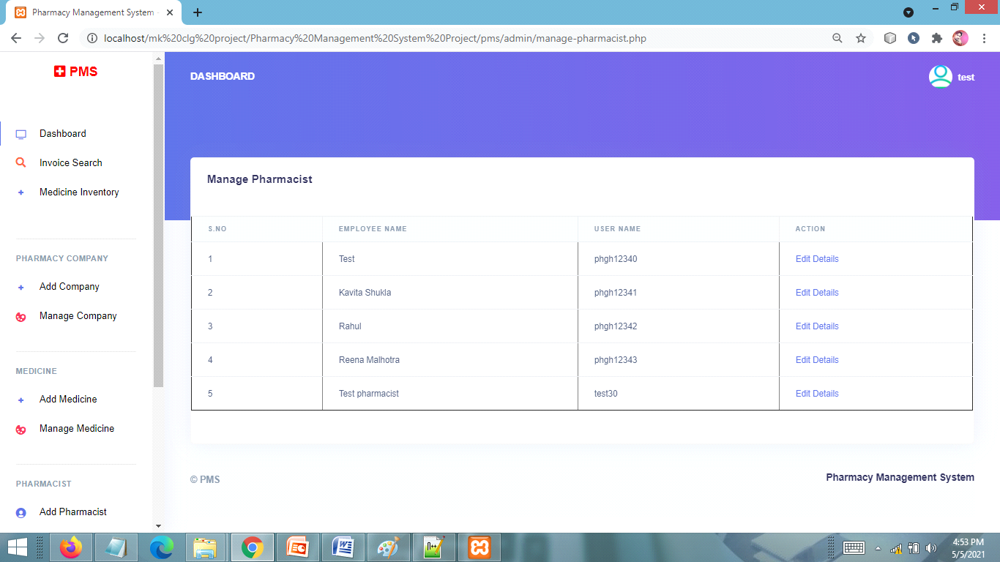 Pharmacy Management System -
localhost/mk%20clg%20project/Pharmacy%20Management%20System%20Project/pms/admin/manage-pharmacist.php
PMS
DASHBOARD
test
Dashboard
Invoice Search
Medicine Inventory
PHARMACY COMPANY
Add Company
Manage Company
MEDICINE
Add Medicine
Manage Medicine
PHARMACIST
Add Pharmacist
Manage Pharmacist
S.NO EMPLOYEE NAME USER NAME ACTION
1 Test phgh12340 Edit Details
2 Kavita Shukla phgh12341 Edit Details
3 Rahul phgh12342 Edit Details
4 Reena Malhotra phgh12343 Edit Details
5 Test pharmacist test30 Edit Details
© PMS
Pharmacy Management System
4:53 PM
5/5/2021